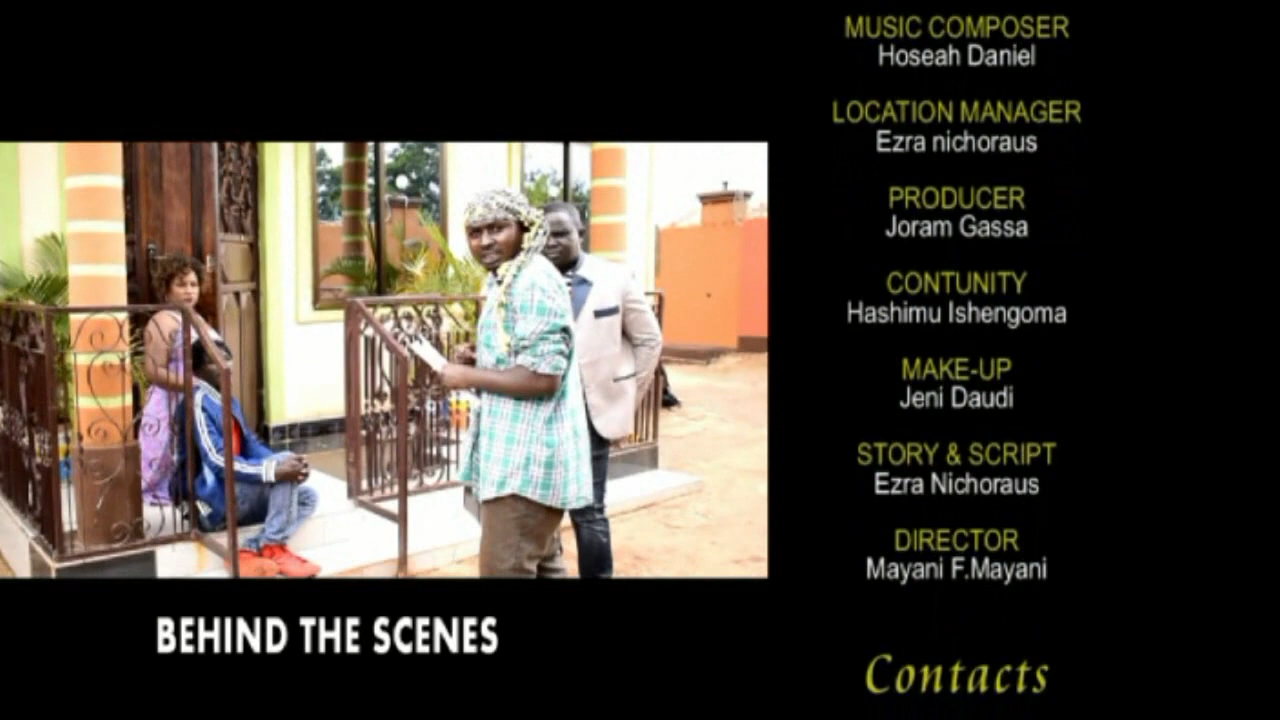 MUSIC COMPOSER
Hoseah Daniel
LOCATION MANAGER
Ezra nichoraus
PRODUCER
Joram Gassa
CONTUNITY
Hashimu Ishengoma
MAKE-UP
Jeni Daudi
STORY & SCRIPT
Ezra Nichoraus
DIRECTOR
Mayani F.Mayani
BEHIND THE SCENES
Contacts